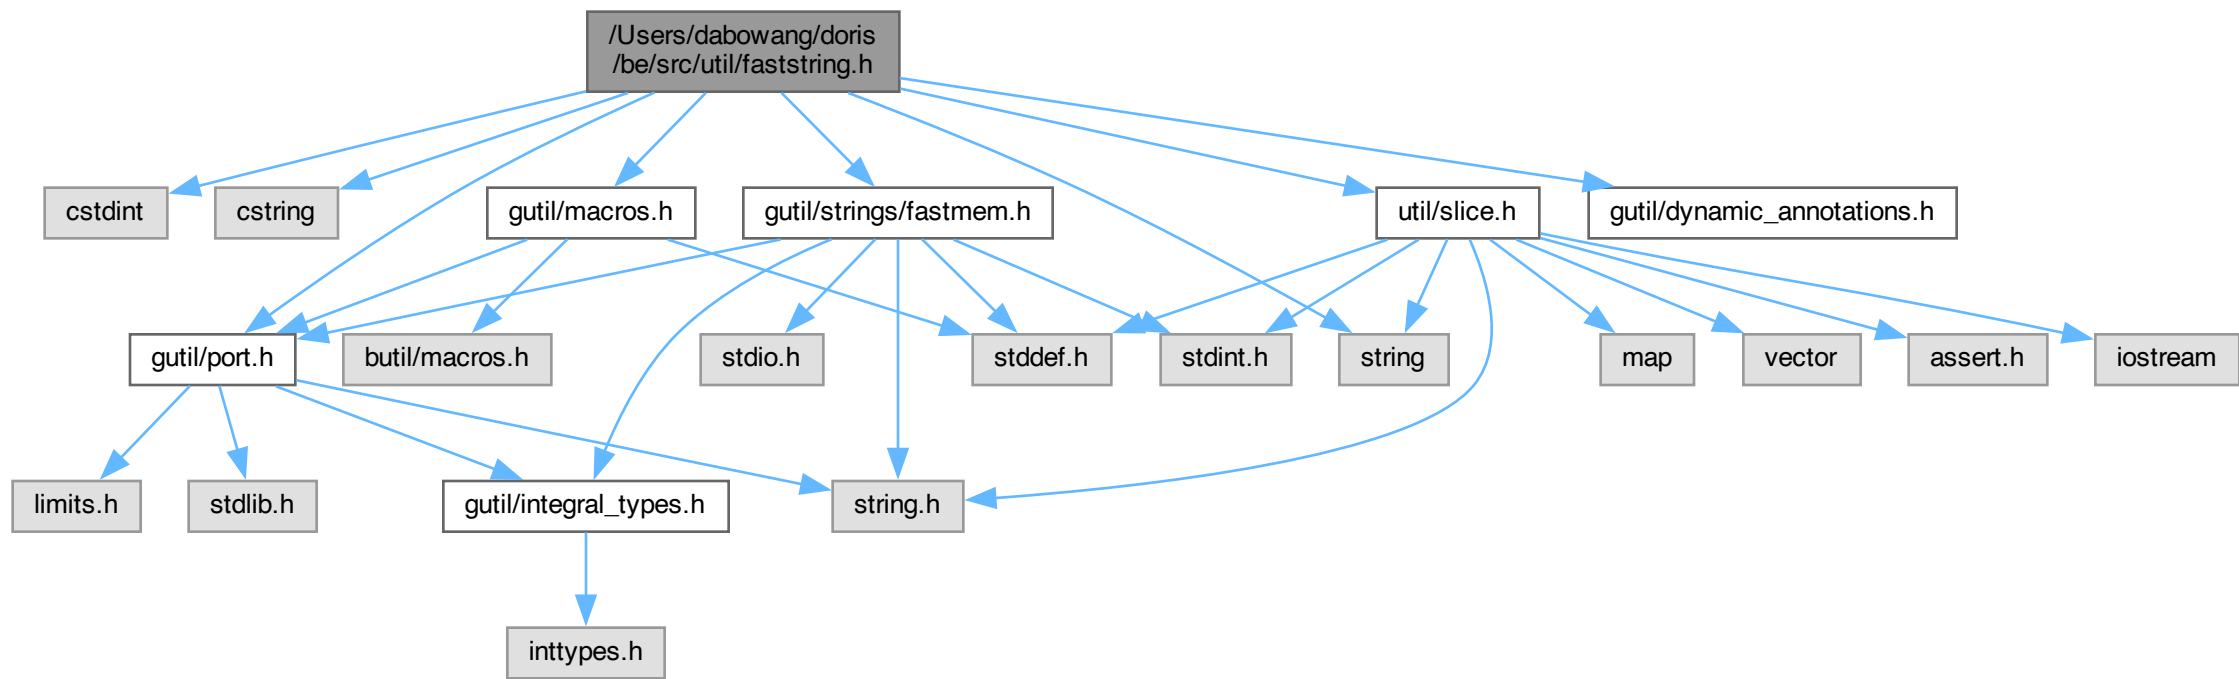 /Users/dabowang/doris
/be/src/util/faststring.h
cstdint
cstring
gutil/macros.h
gutil/strings/fastmem.h
util/slice.h
gutil/dynamic_annotations.h
gutil/port.h
butil/macros.h
stdio.h
stddef.h
stdint.h
string
map
vector
assert.h
iostream
limits.h
stdlib.h
gutil/integral_types.h
string.h
inttypes.h